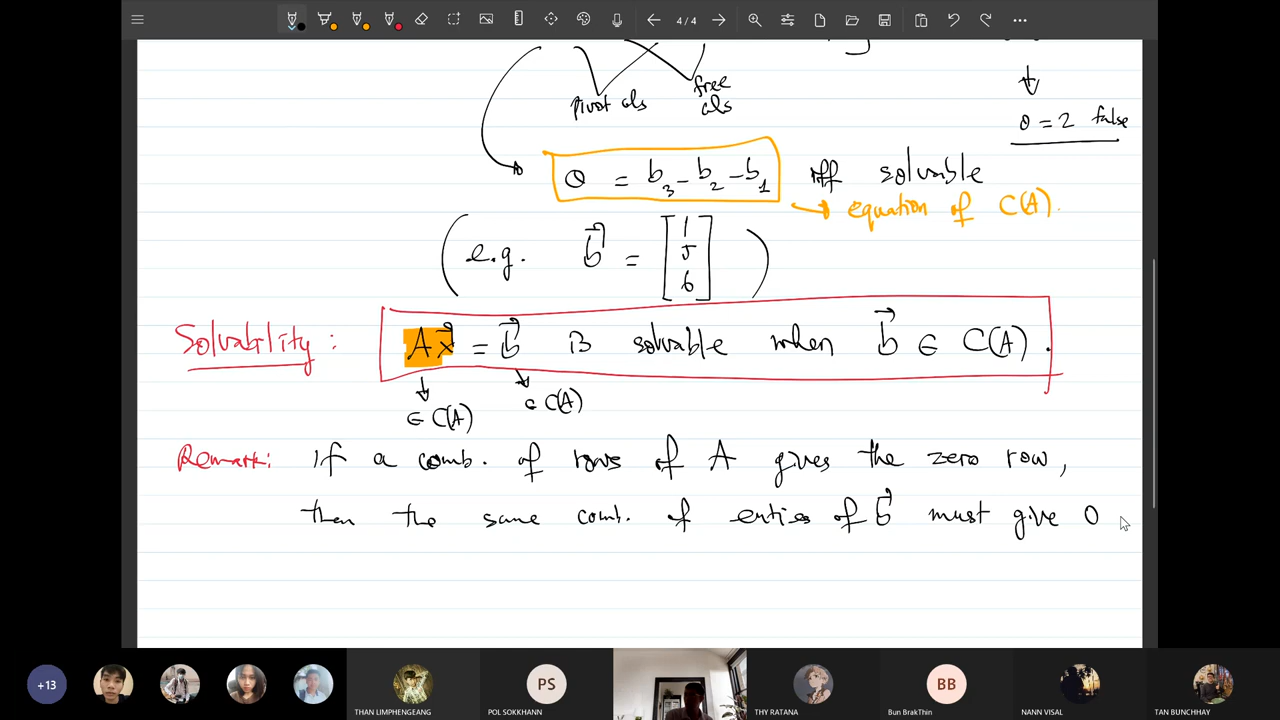 4 / 4
pivot cols
free
cols
0 = 2 false
0 = b3 - b2 - b1 iff solvable
→ equation of C(A).
(e.g. b⃗ = [1 5 6])
Solvability : Ax⃗ = b⃗ is solvable when b⃗ ∈ C(A).
∈ C(A) ∈ C(A)
Remark: If a comb. of rows of A gives the zero row,
then the same comb. of entries of b⃗ must give 0
+13
THAN LIMPHENGEANG
PS
POL SOKKHANN
THY RATANA
BB
Bun BrakThin
NANN VISAL
TAN BUNCHHAY